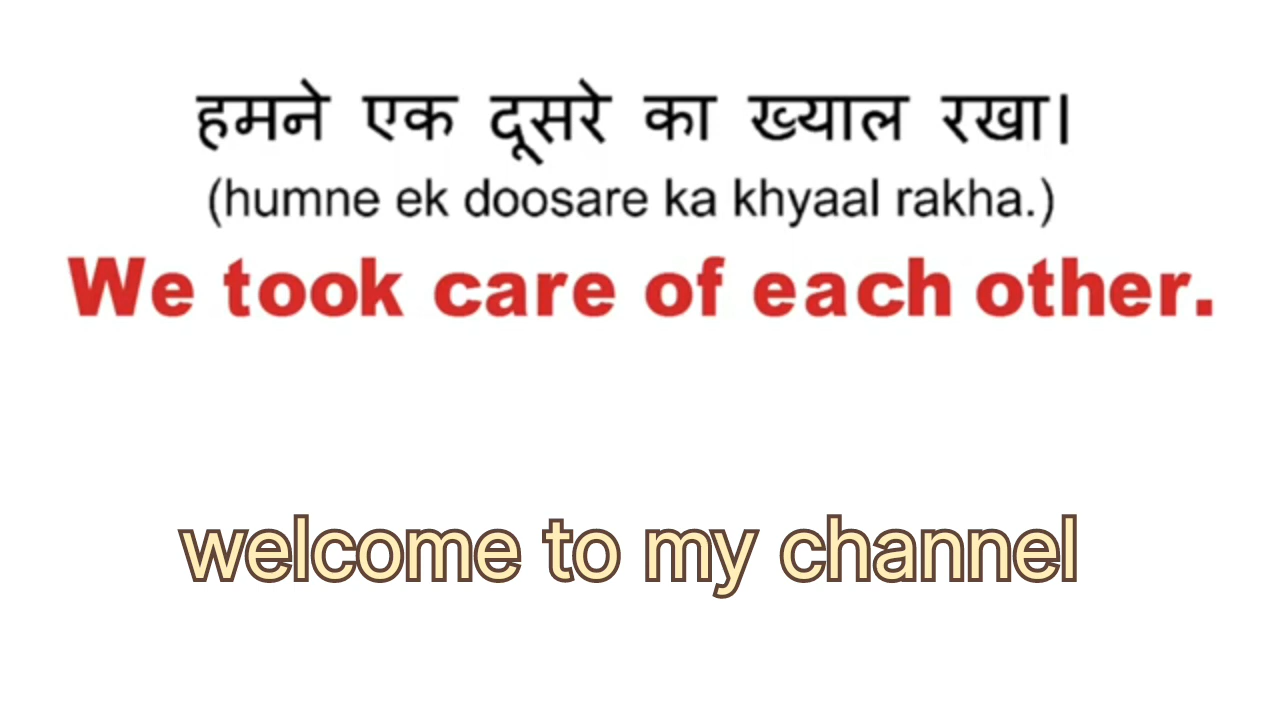 हमने एक दूसरे का ख्याल रखा।
(humne ek doosare ka khyaal rakha.)
We took care of each other.
welcome to my channel